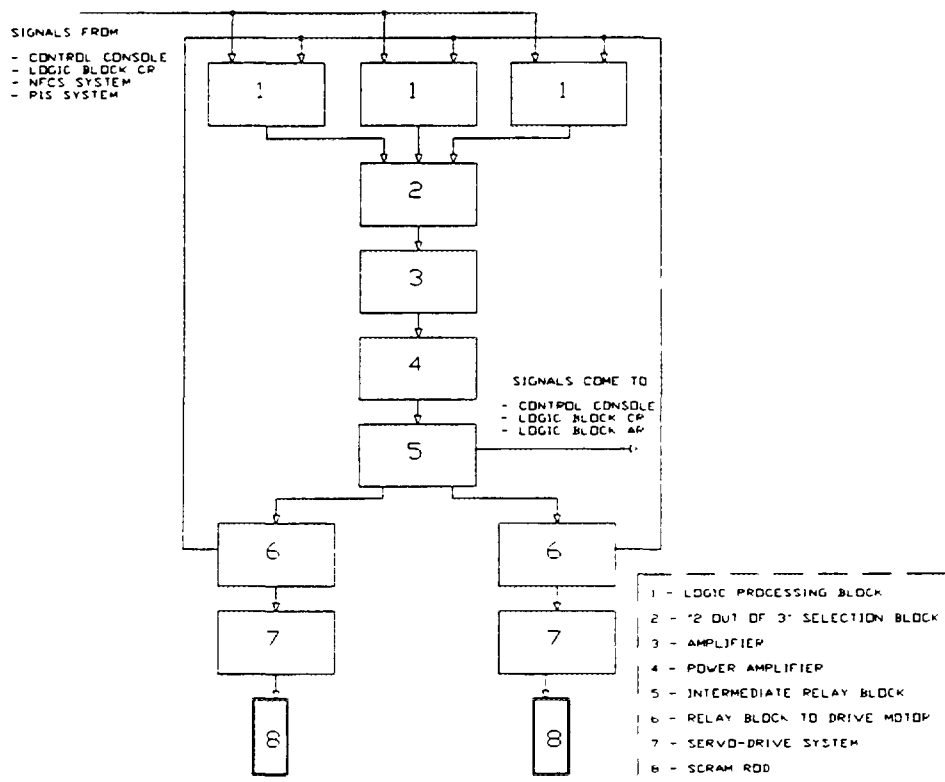 SIGNALS FROM
- CONTROL CONSOLE
- LOGIC BLOCK CR
- NFCS SYSTEM
- PIS SYSTEM
1 1 1
2
3
4
SIGNALS COME TO
- CONTROL CONSOLE
- LOGIC BLOCK CR
- LOGIC BLOCK AR
5
6 6
7 7
8 8
1 - LOGIC PROCESSING BLOCK
2 - "2 OUT OF 3" SELECTION BLOCK
3 - AMPLIFIER
4 - POWER AMPLIFIER
5 - INTERMEDIATE RELAY BLOCK
6 - RELAY BLOCK TO DRIVE MOTOR
7 - SERVO-DRIVE SYSTEM
8 - SCRAM ROD